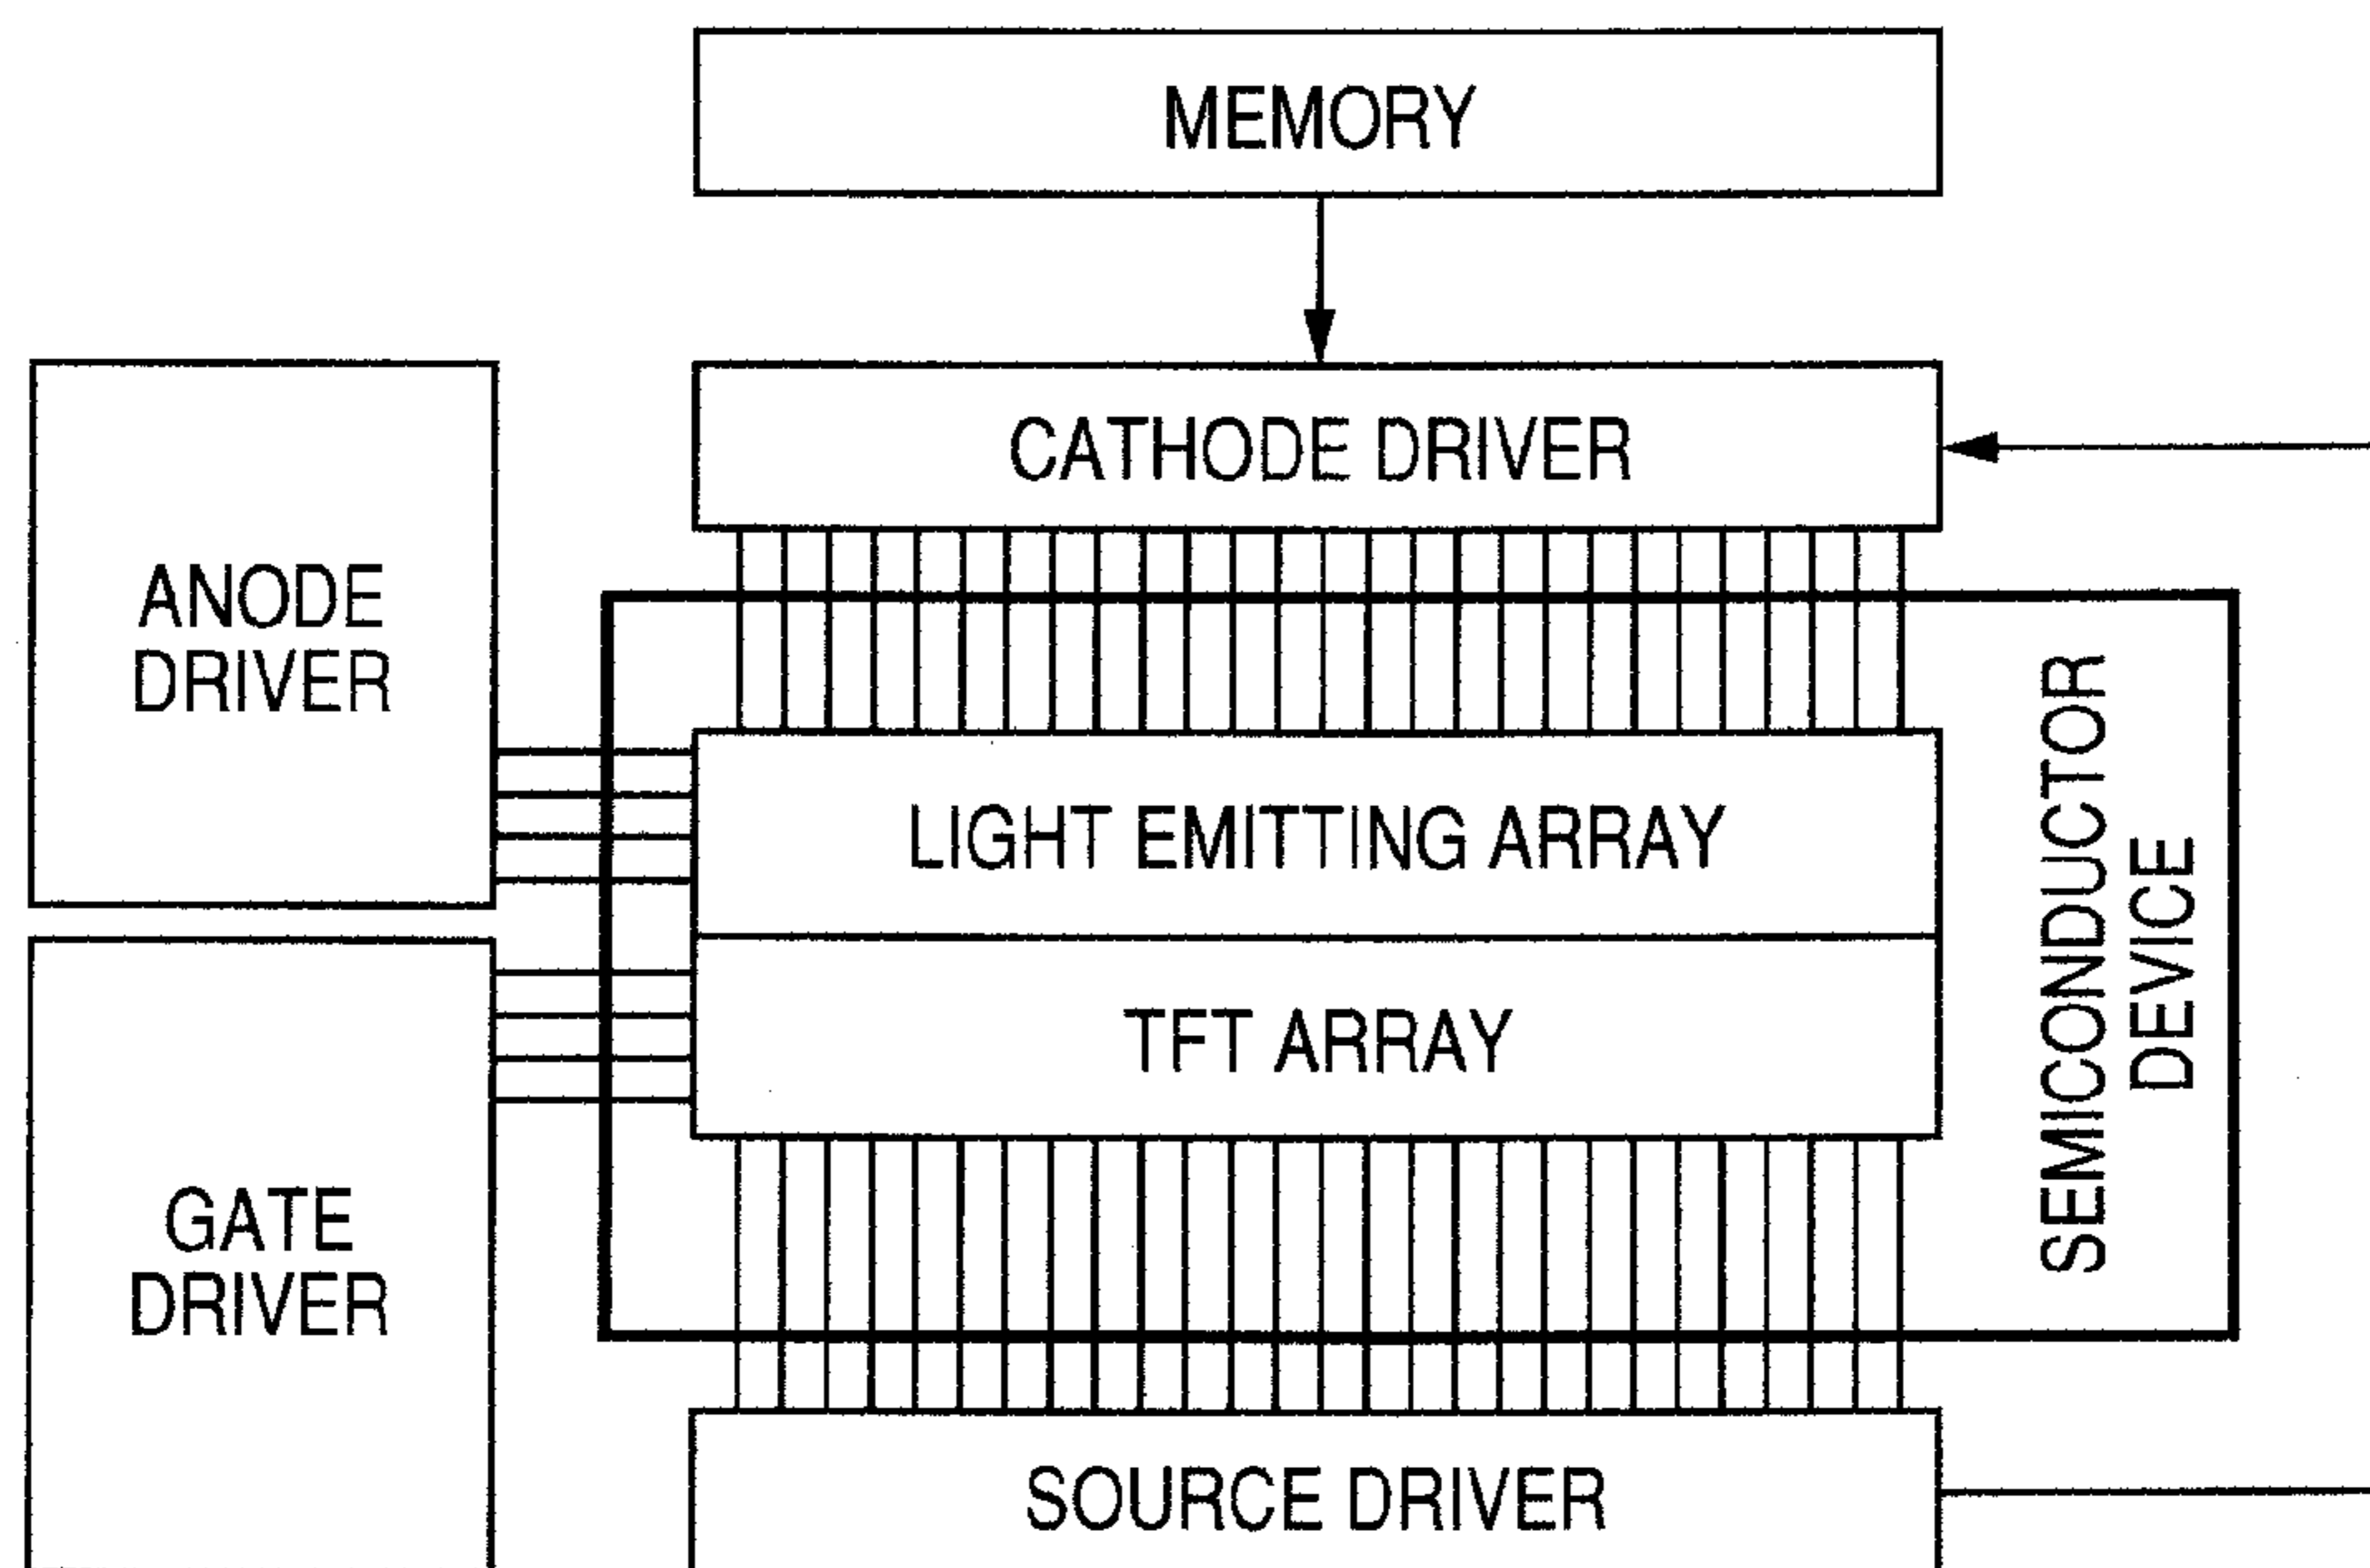 MEMORY
CATHODE DRIVER
ANODE
DRIVER
LIGHT EMITTING ARRAY
TFT ARRAY
SEMICONDUCTOR
DEVICE
GATE
DRIVER
SOURCE DRIVER